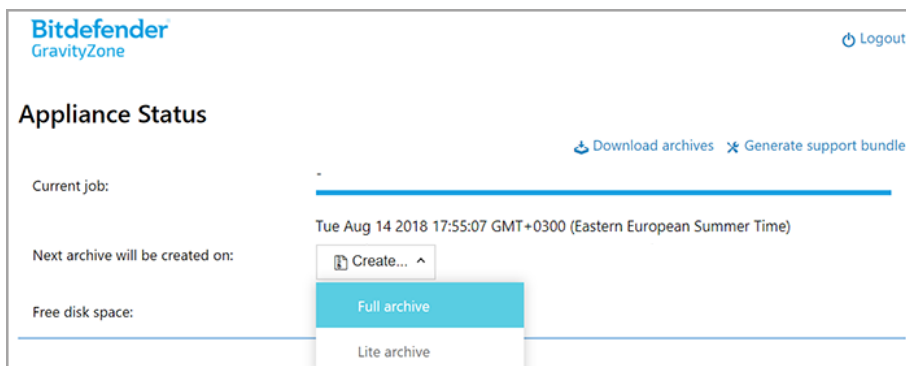 Bitdefender
GravityZone
Logout
Appliance Status
Download archives Generate support bundle
Current job:
-
Tue Aug 14 2018 17:55:07 GMT+0300 (Eastern European Summer Time)
Next archive will be created on:
Create...
Free disk space:
Full archive
Lite archive